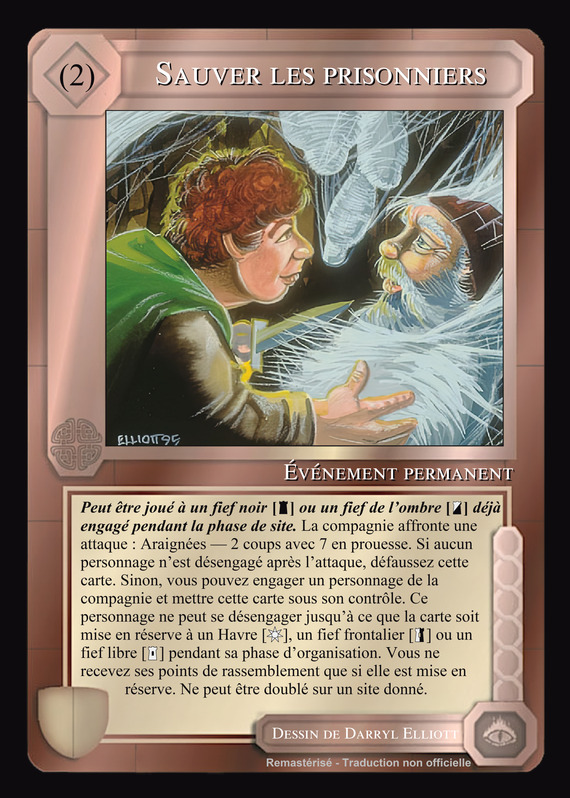 (2)
Sauver les prisonniers
ELLIOTT95
Événement permanent
Peut être joué à un fief noir [] ou un fief de l'ombre [] déjà
engagé pendant la phase de site. La compagnie affronte une
attaque : Araignées — 2 coups avec 7 en prouesse. Si aucun
personnage n'est désengagé après l'attaque, défaussez cette
carte. Sinon, vous pouvez engager un personnage de la
compagnie et mettre cette carte sous son contrôle. Ce
personnage ne peut se désengager jusqu'à ce que la carte soit
mise en réserve à un Havre [], un fief frontalier [] ou un
fief libre [] pendant sa phase d'organisation. Vous ne
recevez ses points de rassemblement que si elle est mise en
réserve. Ne peut être doublé sur un site donné.
Dessin de Darryl Elliott
Remastérisé - Traduction non officielle